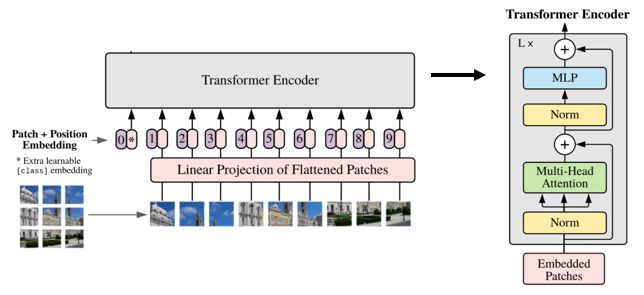 Transformer Encoder
Patch + Position
Embedding
* Extra learnable
[class] embedding
0 * 1 2 3 4 5 6 7 8 9
Linear Projection of Flattened Patches
Transformer Encoder
L x
+
MLP
Norm
+
Multi-Head
Attention
Norm
Embedded
Patches